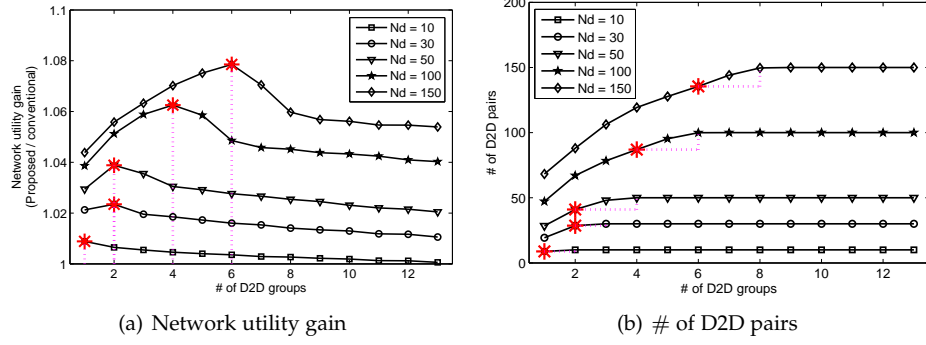 1.1
1.08
1.06
1.04
1.02
1
Network utility gain
(Proposed / conventional)
Nd = 10
Nd = 30
Nd = 50
Nd = 100
Nd = 150
2 4 6 8 10 12
# of D2D groups
(a) Network utility gain
200
150
100
50
0
# of D2D pairs
Nd = 10
Nd = 30
Nd = 50
Nd = 100
Nd = 150
2 4 6 8 10 12
# of D2D groups
(b) # of D2D pairs